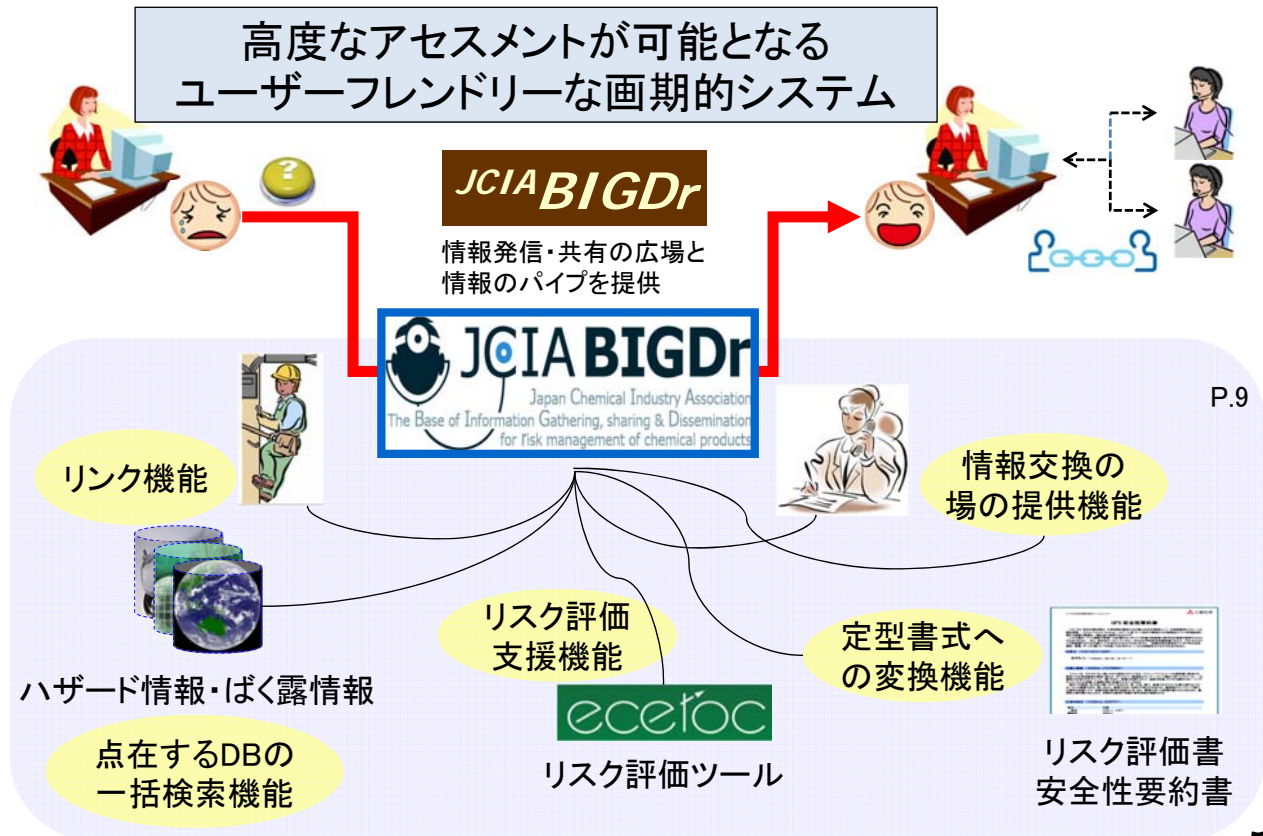 高度なアセスメントが可能となる
ユーザーフレンドリーな画期的システム
?
JCIA BIGDr
情報発信・共有の広場と
情報のパイプを提供
JCIA BIGDr
Japan Chemical Industry Association
The Base of Information Gathering, sharing & Dissemination
for risk management of chemical products
P.9
リンク機能
情報交換の
場の提供機能
リスク評価
支援機能
定型書式へ
の変換機能
ハザード情報・ばく露情報
ecetoc
点在するDBの
一括検索機能
リスク評価ツール
リスク評価書
安全性要約書